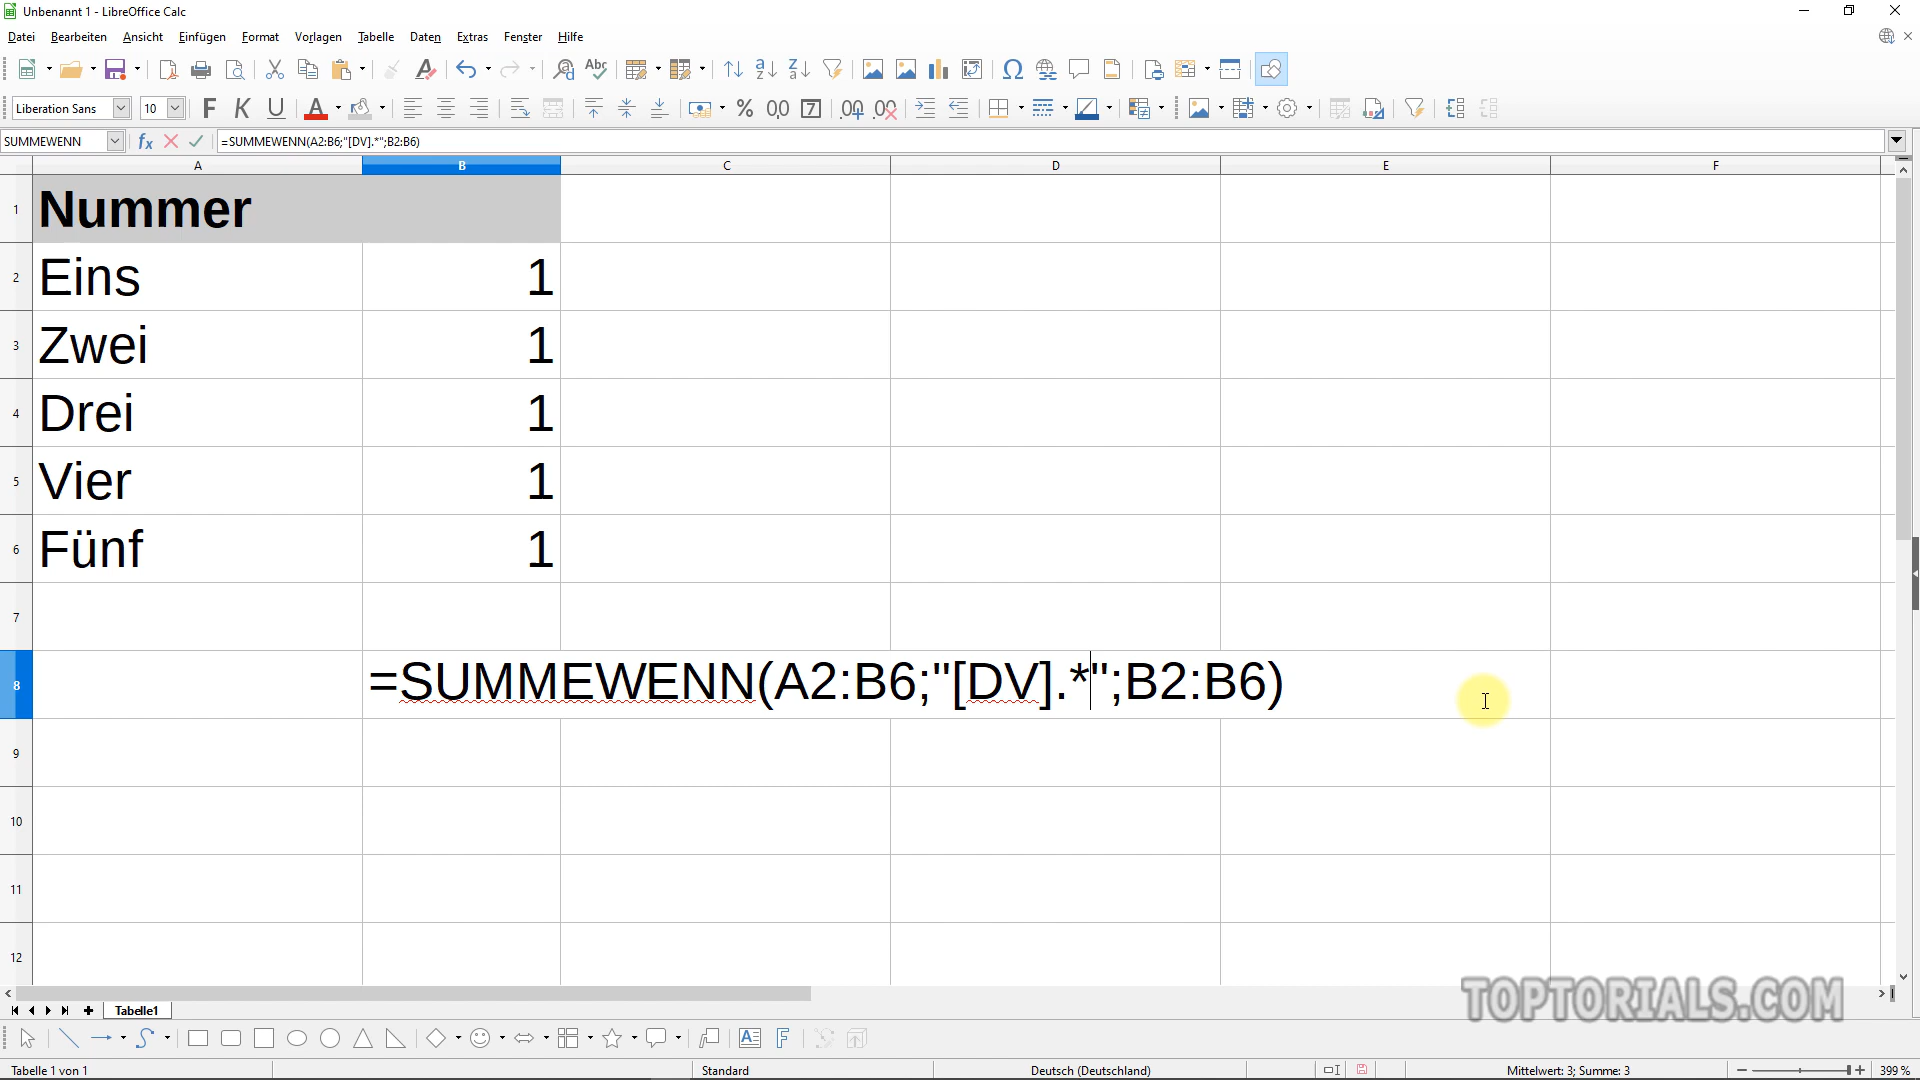 Unbenannt 1 - LibreOffice Calc
Datei Bearbeiten Ansicht Einfügen Format Vorlagen Tabelle Daten Extras Fenster Hilfe
Liberation Sans 10
SUMMEWENN =SUMMEWENN(A2:B6;"[DV].*";B2:B6)
A B C D E F
1 Nummer
2 Eins 1
3 Zwei 1
4 Drei 1
5 Vier 1
6 Fünf 1
7
8 =SUMMEWENN(A2:B6;"[DV].*";B2:B6)
9
10
11
12
TOPTORIALS.COM
Tabelle1
Tabelle 1 von 1 Standard Deutsch (Deutschland) Mittelwert: 3; Summe: 3 399 %